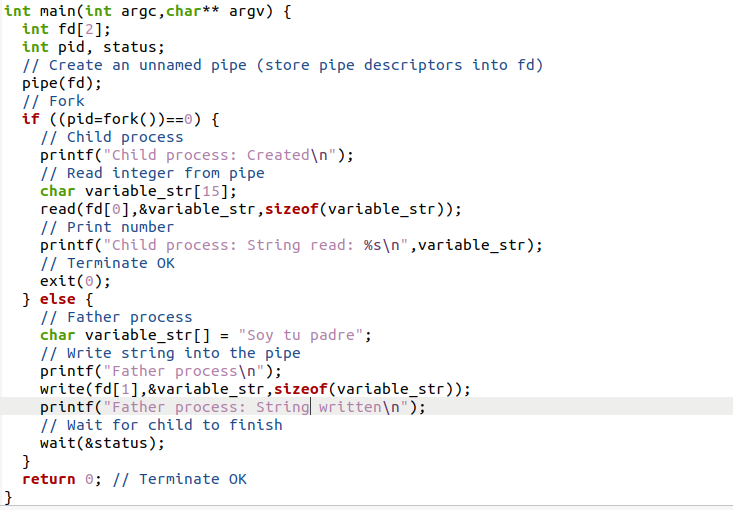 int main(int argc,char** argv) {
  int fd[2];
  int pid, status;
  // Create an unnamed pipe (store pipe descriptors into fd)
  pipe(fd);
  // Fork
  if ((pid=fork())==0) {
    // Child process
    printf("Child process: Created\n");
    // Read integer from pipe
    char variable_str[15];
    read(fd[0],&variable_str,sizeof(variable_str));
    // Print number
    printf("Child process: String read: %s\n",variable_str);
    // Terminate OK
    exit(0);
  } else {
    // Father process
    char variable_str[] = "Soy tu padre";
    // Write string into the pipe
    printf("Father process\n");
    write(fd[1],&variable_str,sizeof(variable_str));
    printf("Father process: String written\n");
    // Wait for child to finish
    wait(&status);
  }
  return 0; // Terminate OK
}